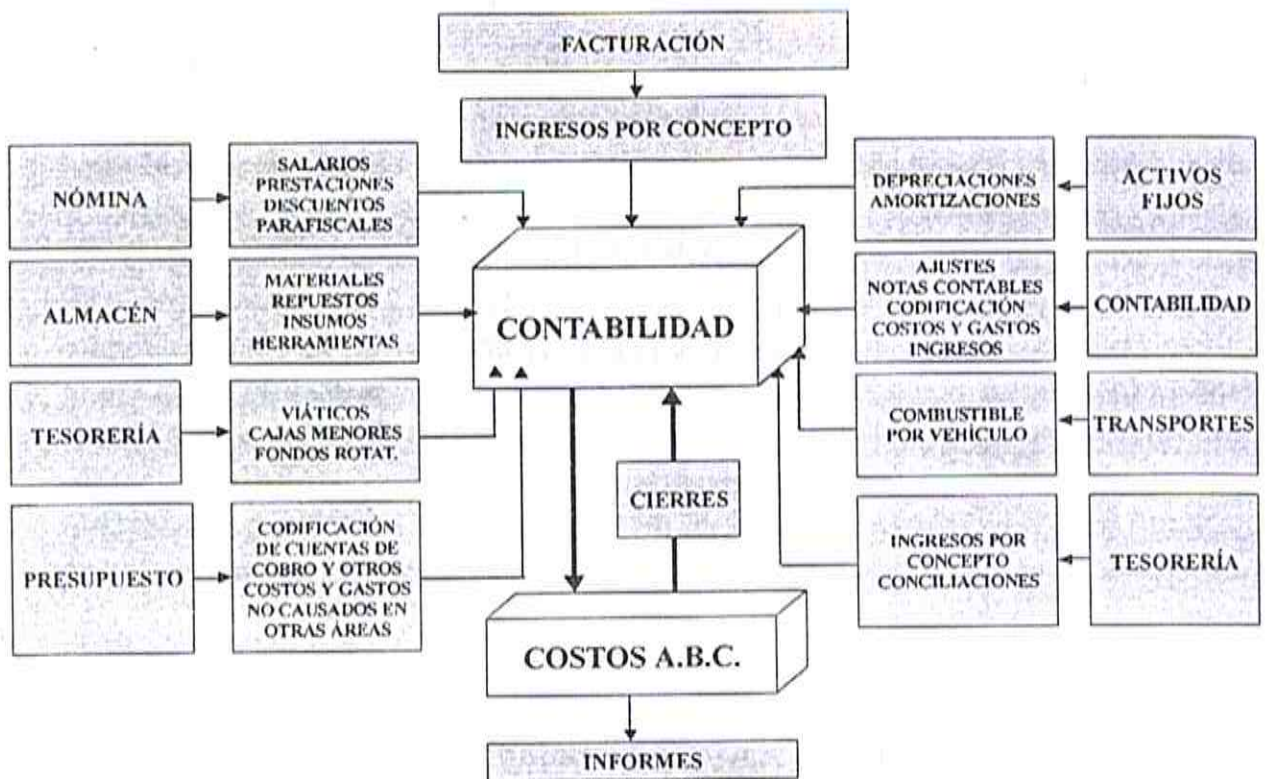 FACTURACIÓN
INGRESOS POR CONCEPTO
NÓMINA
SALARIOS
PRESTACIONES
DESCUENTOS
PARAFISCALES
DEPRECIACIONES
AMORTIZACIONES
ACTIVOS
FIJOS
ALMACÉN
MATERIALES
REPUESTOS
INSUMOS
HERRAMIENTAS
CONTABILIDAD
AJUSTES
NOTAS CONTABLES
CODIFICACIÓN
COSTOS Y GASTOS
INGRESOS
CONTABILIDAD
TESORERÍA
VIÁTICOS
CAJAS MENORES
FONDOS ROTAT.
COMBUSTIBLE
POR VEHÍCULO
TRANSPORTES
CIERRES
PRESUPUESTO
CODIFICACIÓN
DE CUENTAS DE
COBRO Y OTROS
COSTOS Y GASTOS
NO CAUSADOS EN
OTRAS ÁREAS
INGRESOS POR
CONCEPTO
CONCILIACIONES
TESORERÍA
COSTOS A.B.C.
INFORMES